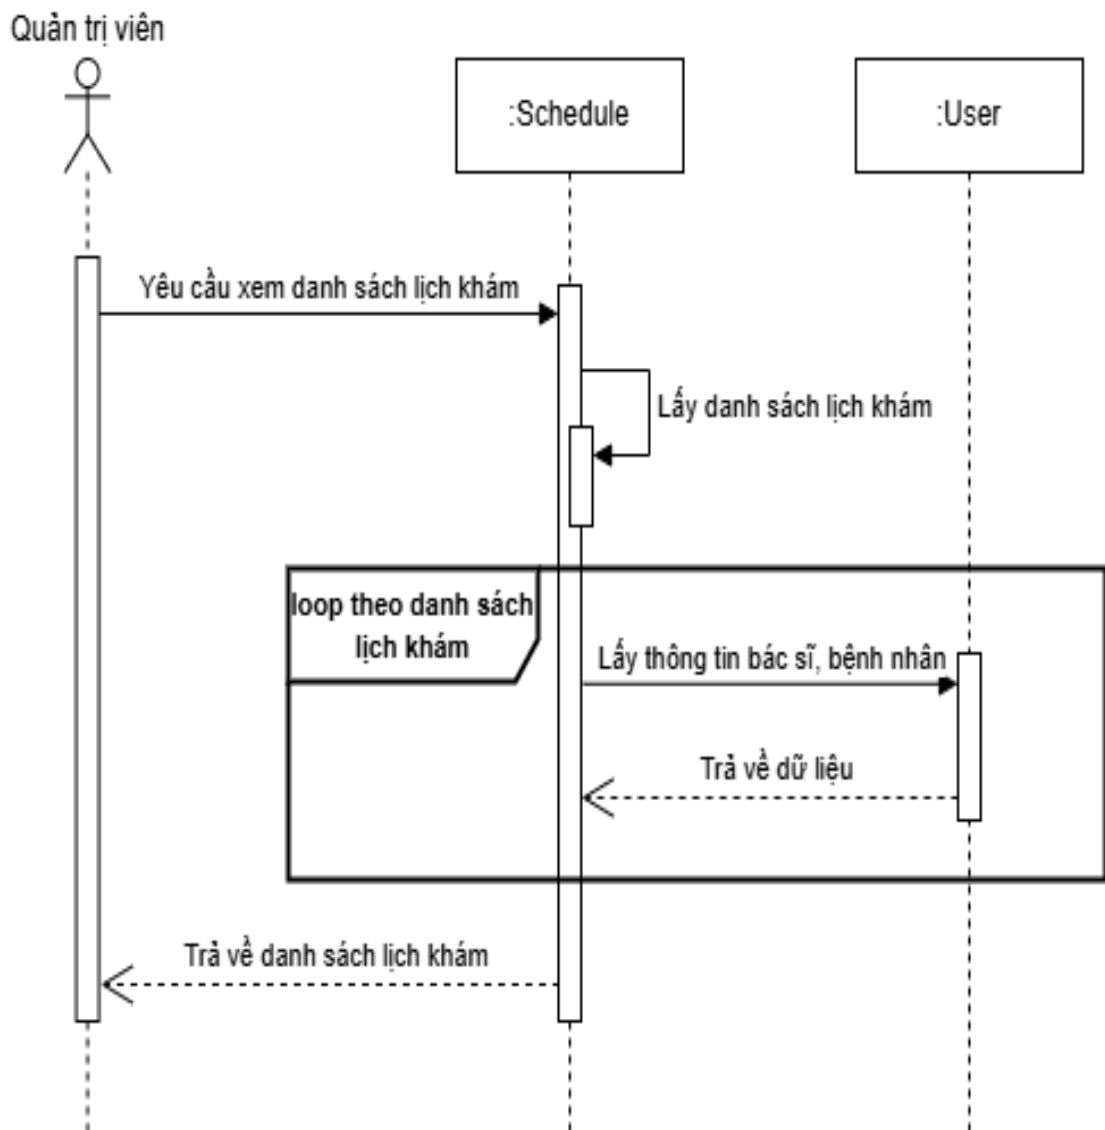 Quản trị viên
:Schedule
:User
Yêu cầu xem danh sách lịch khám
Lấy danh sách lịch khám
loop theo danh sách
lịch khám
Lấy thông tin bác sĩ, bệnh nhân
Trả về dữ liệu
Trả về danh sách lịch khám